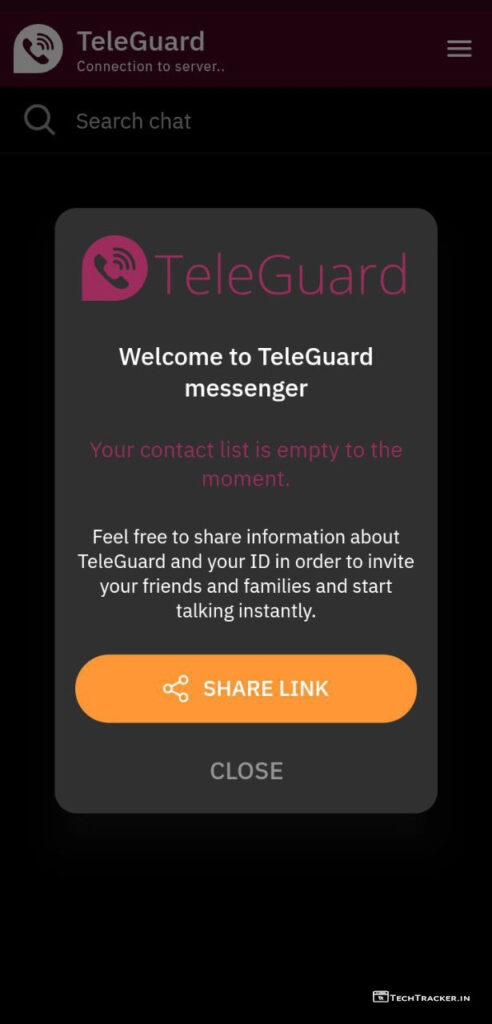 TeleGuard
Connection to server..
Search chat
TeleGuard
Welcome to TeleGuard
messenger
Your contact list is empty to the
moment.
Feel free to share information about
TeleGuard and your ID in order to invite
your friends and families and start
talking instantly.
SHARE LINK
CLOSE
TechTracker.in